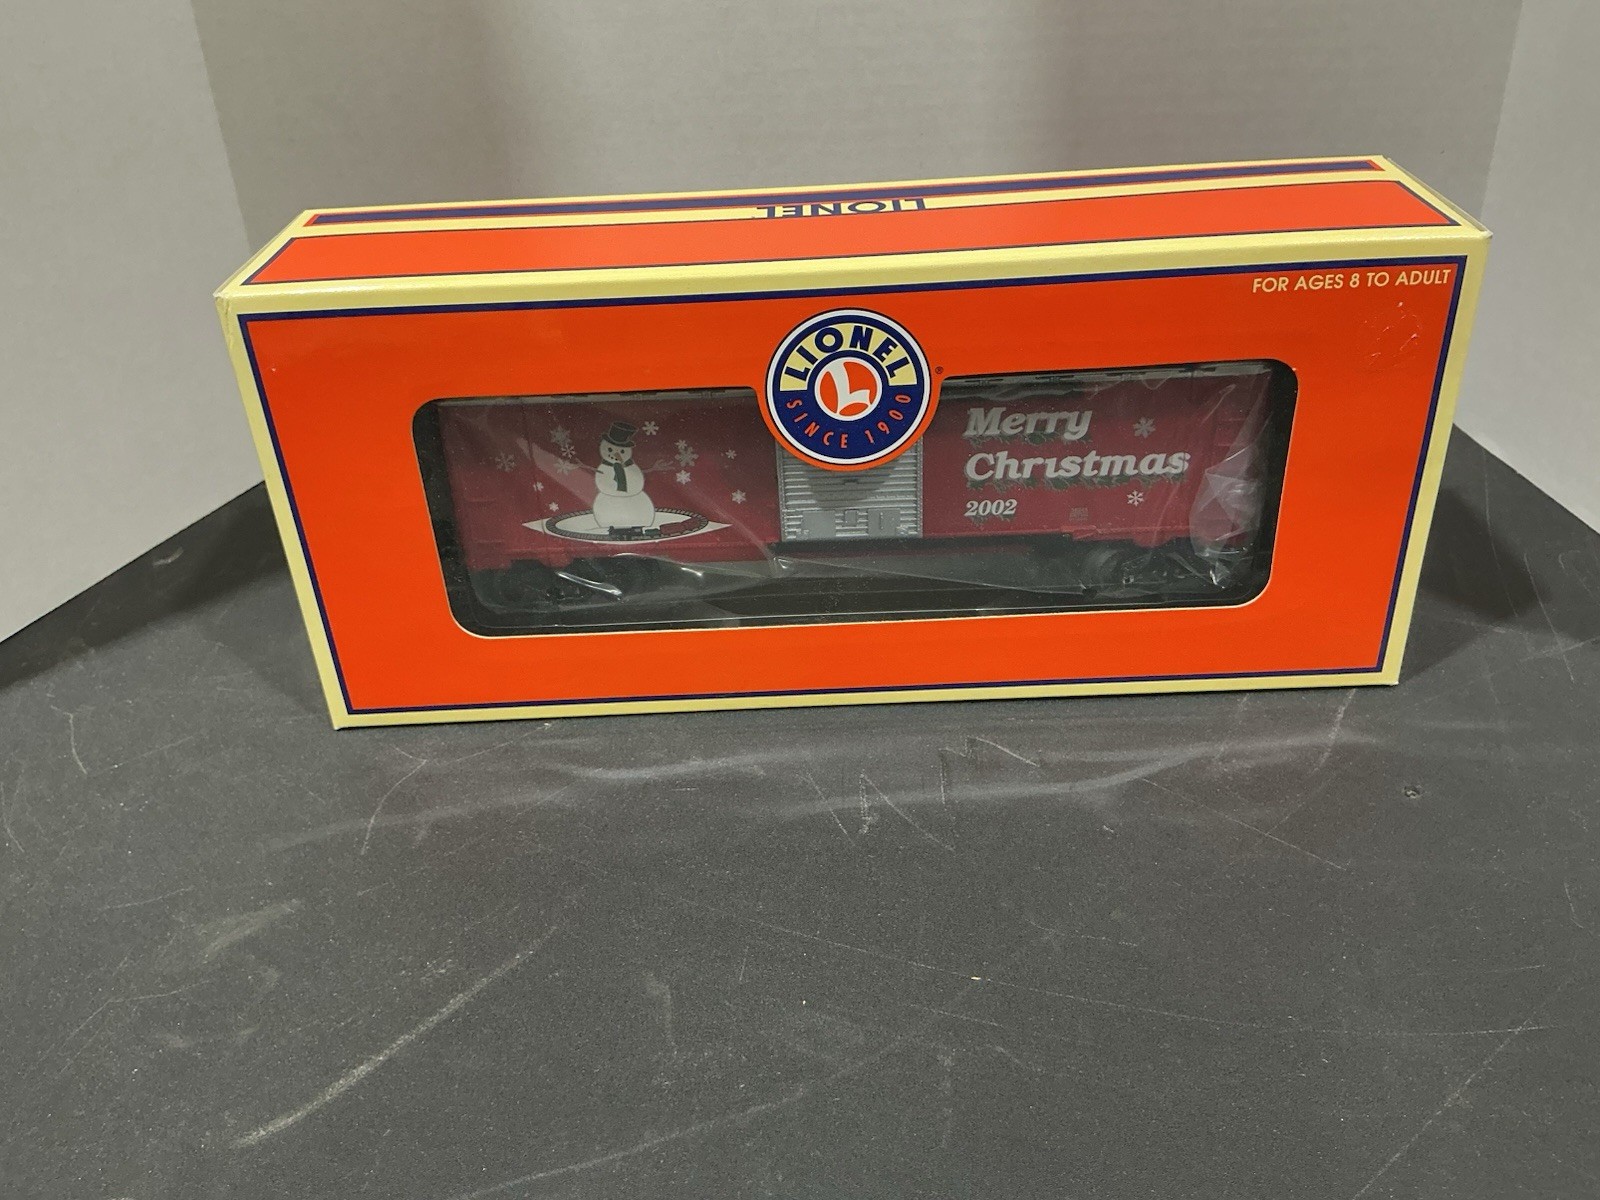 LIONEL
FOR AGES 8 TO ADULT
LIONEL
L
SINCE 1900
®
Merry
Christmas
2002